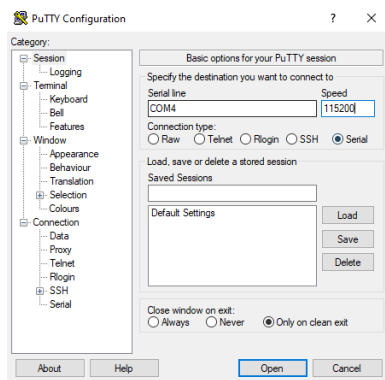 PuTTY Configuration
Category:
Session
Logging
Terminal
Keyboard
Bell
Features
Window
Appearance
Behaviour
Translation
Selection
Colours
Connection
Data
Proxy
Telnet
Rlogin
SSH
Serial
Basic options for your PuTTY session
Specify the destination you want to connect to
Serial line Speed
COM4 115200
Connection type:
Raw Telnet Rlogin SSH Serial
Load, save or delete a stored session
Saved Sessions
Default Settings
Load
Save
Delete
Close window on exit:
Always Never Only on clean exit
About Help Open Cancel